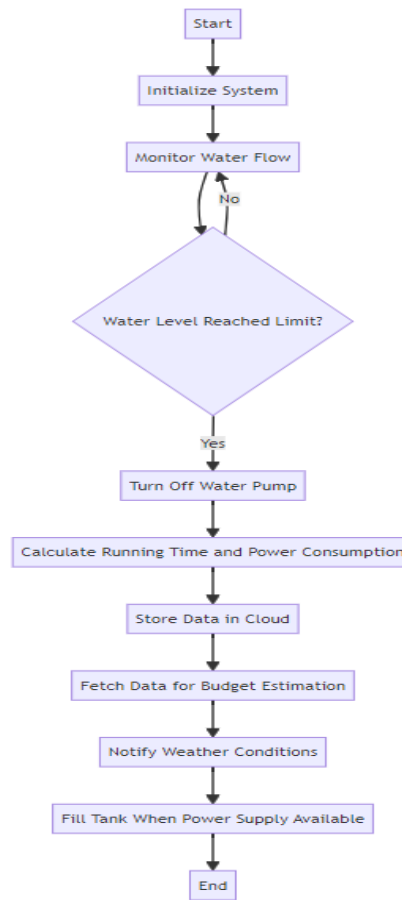 Start
Initialize System
Monitor Water Flow
No
Water Level Reached Limit?
Yes
Turn Off Water Pump
Calculate Running Time and Power Consumption
Store Data in Cloud
Fetch Data for Budget Estimation
Notify Weather Conditions
Fill Tank When Power Supply Available
End